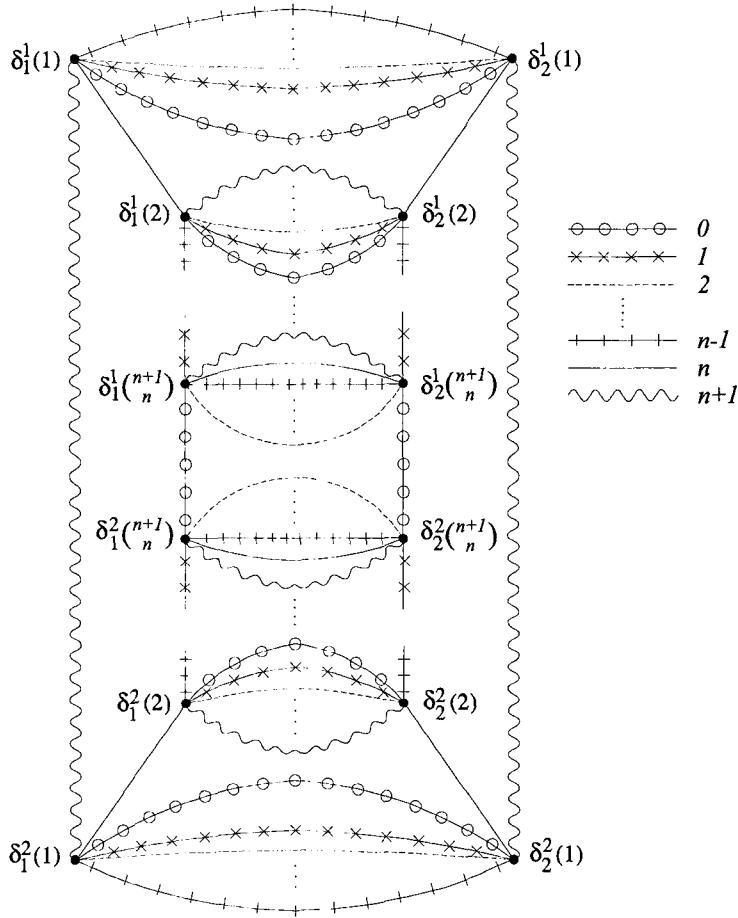 δ₁¹(1) δ₂¹(1)
δ₁¹(2) δ₂¹(2)
0
1
2
n-1
n
n+1
δ₁¹(n+1 n) δ₂¹(n+1 n)
δ₁²(n+1 n) δ₂²(n+1 n)
δ₁²(2) δ₂²(2)
δ₁²(1) δ₂²(1)